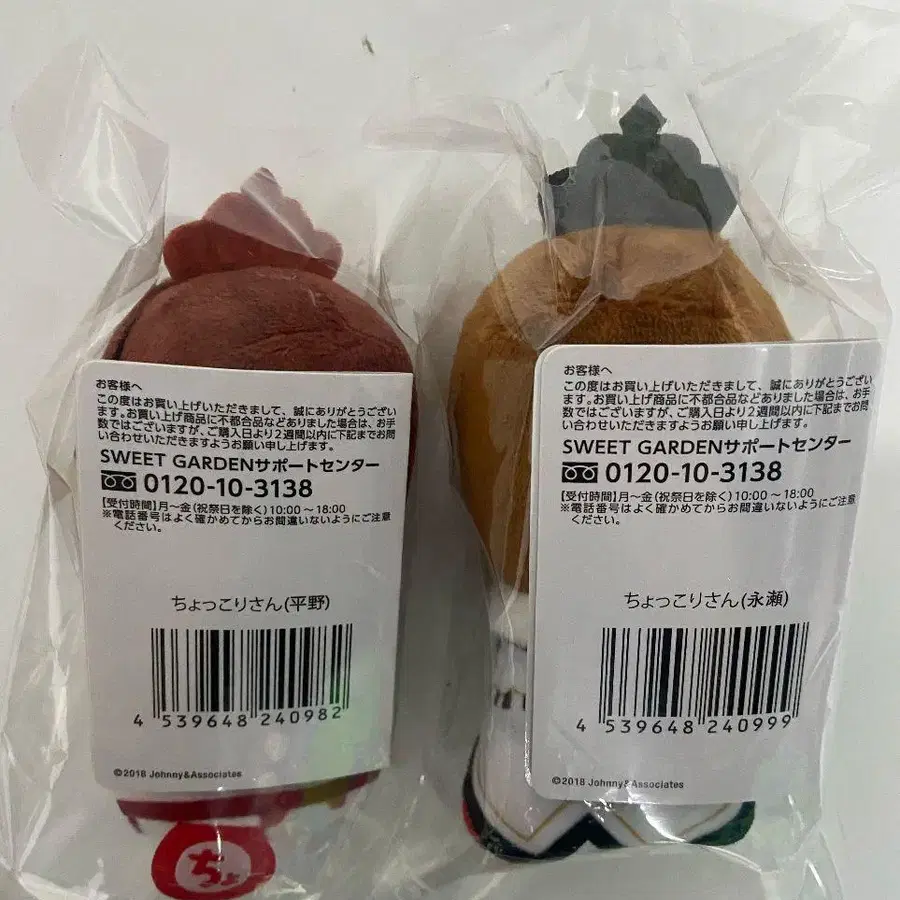 お客様へ
この度はお買い上げいただきまして、誠にありがとうござい
ます。お買い上げ商品に不都合品などありました場合は、お手
数ではございますが、ご購入日より2週間以内に下記までお問
い合わせいただきますようお願い申し上げます。
SWEET GARDENサポートセンター
0120-10-3138
【受付時間】月～金(祝祭日を除く)10:00～18:00
※電話番号はよく確かめてからお間違いないようにご注意
ください。
ちょっこりさん(平野)
4 539648 240982
©2018 Johnny&Associates
ちょ
お客様へ
この度はお買い上げいただきまして、誠にありがとうござい
ます。お買い上げ商品に不都合品などありました場合は、お手
数ではございますが、ご購入日より2週間以内に下記までお問
い合わせいただきますようお願い申し上げます。
SWEET GARDENサポートセンター
0120-10-3138
【受付時間】月～金(祝祭日を除く)10:00～18:00
※電話番号はよく確かめてからお間違いないようにご注意
ください。
ちょっこりさん(永瀬)
4 539648 240999
©2018 Johnny&Associates